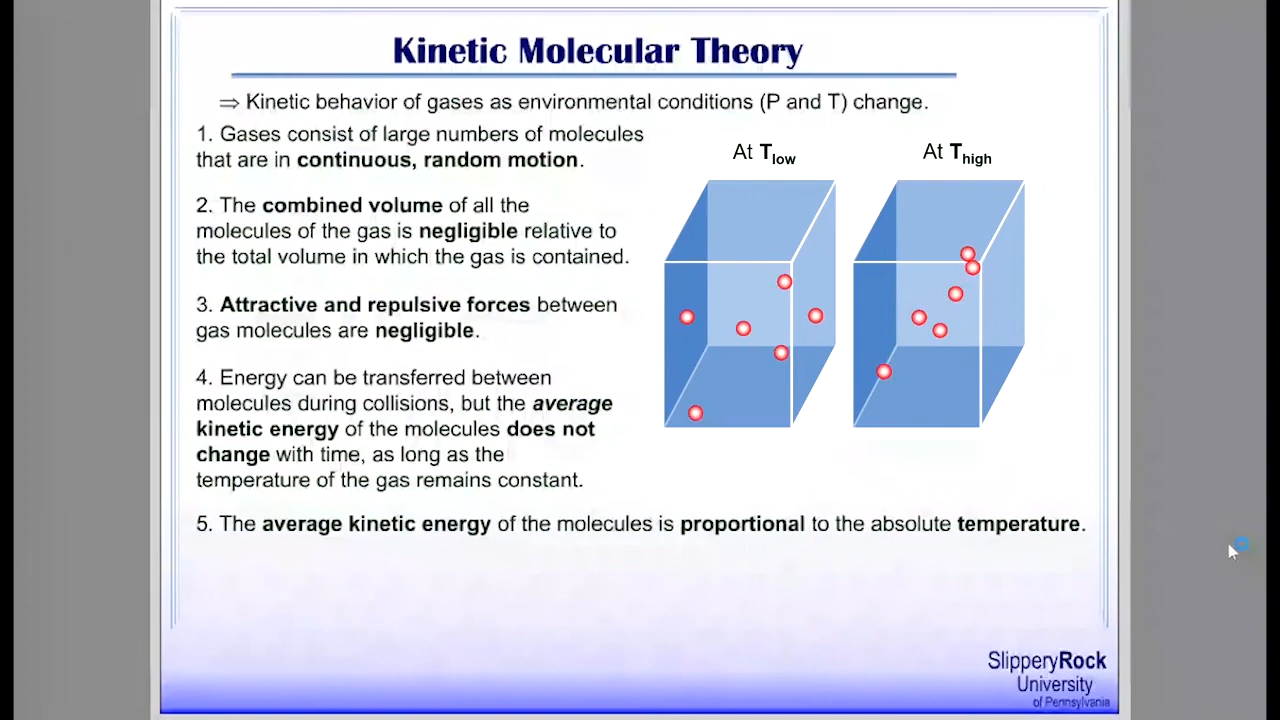 Kinetic Molecular Theory
⇒ Kinetic behavior of gases as environmental conditions (P and T) change.
1. Gases consist of large numbers of molecules
that are in continuous, random motion.
2. The combined volume of all the
molecules of the gas is negligible relative to
the total volume in which the gas is contained.
3. Attractive and repulsive forces between
gas molecules are negligible.
4. Energy can be transferred between
molecules during collisions, but the average
kinetic energy of the molecules does not
change with time, as long as the
temperature of the gas remains constant.
5. The average kinetic energy of the molecules is proportional to the absolute temperature.
At Tlow
At Thigh
SlipperyRock
University
of Pennsylvania